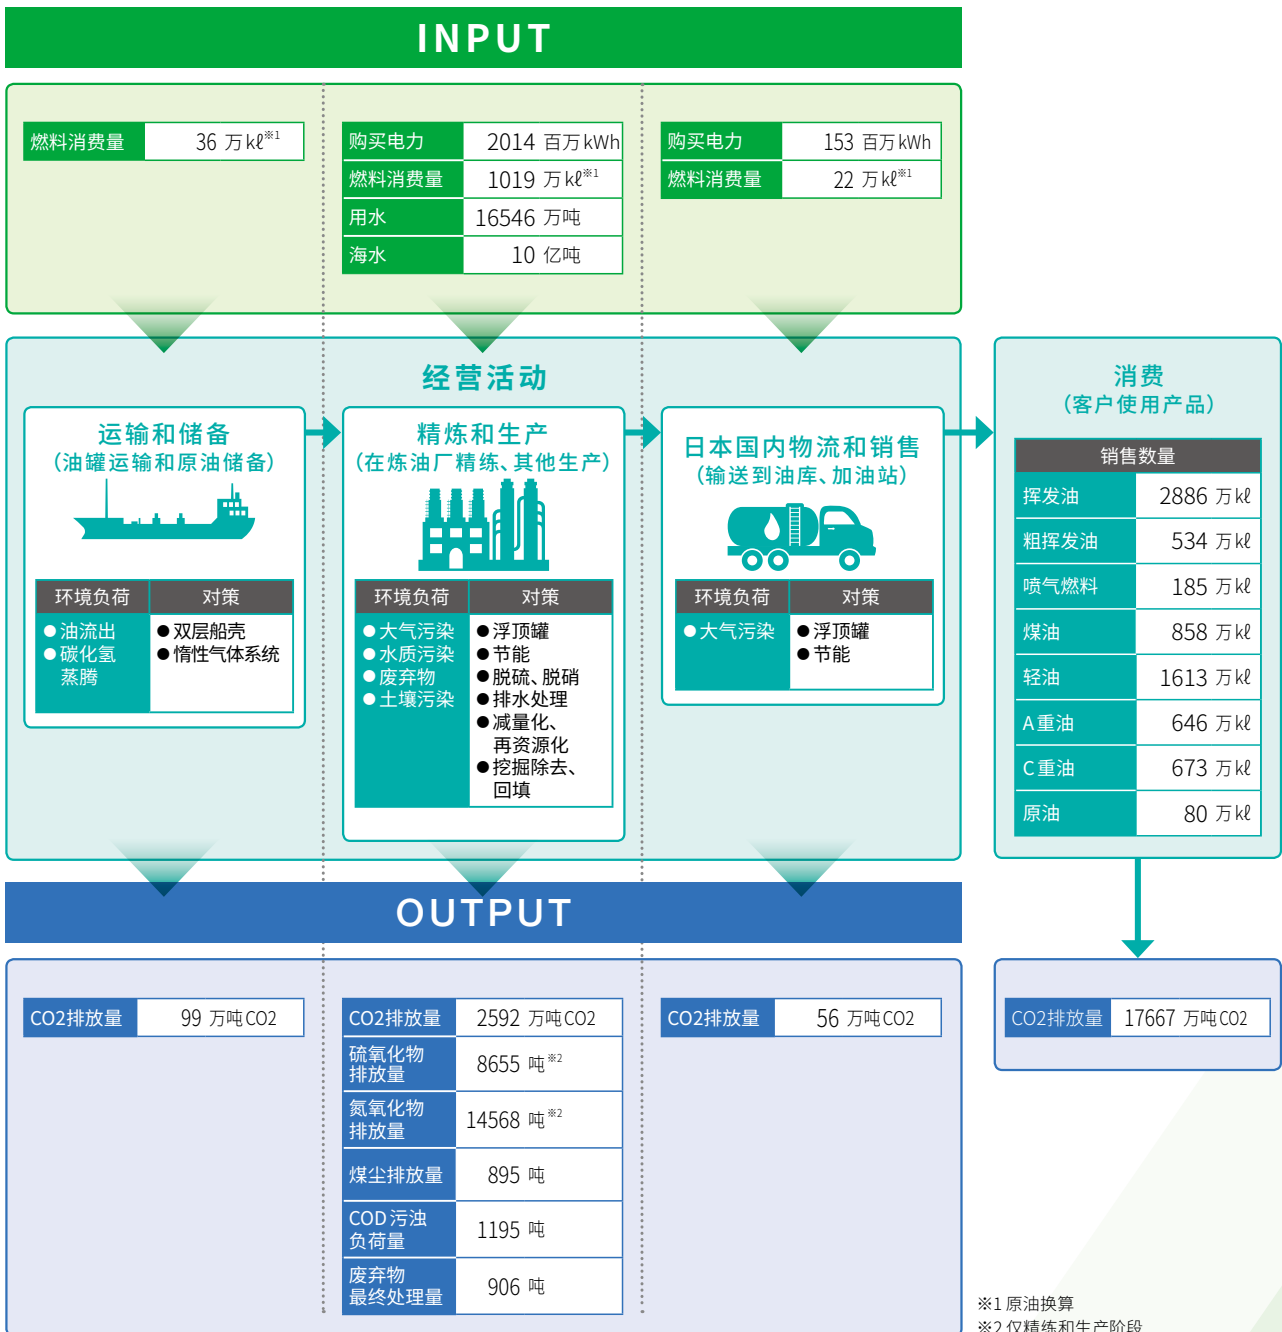 INPUT
燃料消费量 36 万kℓ※1
购买电力 2014 百万kWh
燃料消费量 1019 万kℓ※1
用水 16546 万吨
海水 10 亿吨
购买电力 153 百万kWh
燃料消费量 22 万kℓ※1
经营活动
运输和储备
（油罐运输和原油储备）
环境负荷 对策
●油流出
●碳化氢
蒸腾
●双层船壳
●惰性气体系统
精炼和生产
（在炼油厂精练、其他生产）
环境负荷 对策
●大气污染
●水质污染
●废弃物
●土壤污染
●浮顶罐
●节能
●脱硫、脱硝
●排水处理
●减量化、
再资源化
●挖掘除去、
回填
日本国内物流和销售
（输送到油库、加油站）
环境负荷 对策
●大气污染
●浮顶罐
●节能
消费
（客户使用产品）
销售数量
挥发油 2886 万kℓ
粗挥发油 534 万kℓ
喷气燃料 185 万kℓ
煤油 858 万kℓ
轻油 1613 万kℓ
A重油 646 万kℓ
C重油 673 万kℓ
原油 80 万kℓ
OUTPUT
CO2排放量 99 万吨CO2
CO2排放量 2592 万吨CO2
硫氧化物
排放量 8655 吨※2
氮氧化物
排放量 14568 吨※2
煤尘排放量 895 吨
COD污浊
负荷量 1195 吨
废弃物
最终处理量 906 吨
CO2排放量 56 万吨CO2
CO2排放量 17667 万吨CO2
※1 原油换算
※2 仅精练和生产阶段